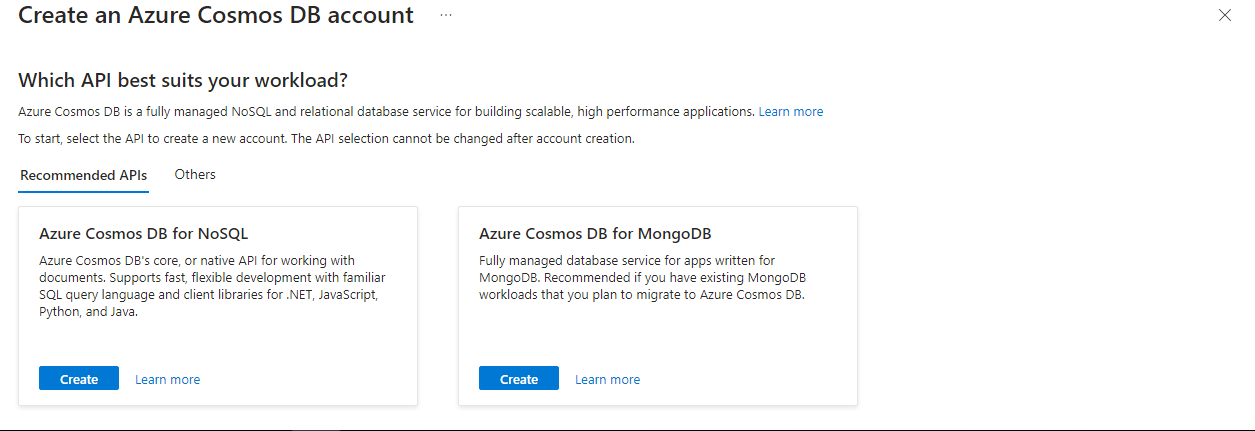 Create an Azure Cosmos DB account ...
Which API best suits your workload?
Azure Cosmos DB is a fully managed NoSQL and relational database service for building scalable, high performance applications. Learn more
To start, select the API to create a new account. The API selection cannot be changed after account creation.
Recommended APIs Others
Azure Cosmos DB for NoSQL
Azure Cosmos DB's core, or native API for working with
documents. Supports fast, flexible development with familiar
SQL query language and client libraries for .NET, JavaScript,
Python, and Java.
Create Learn more
Azure Cosmos DB for MongoDB
Fully managed database service for apps written for
MongoDB. Recommended if you have existing MongoDB
workloads that you plan to migrate to Azure Cosmos DB.
Create Learn more